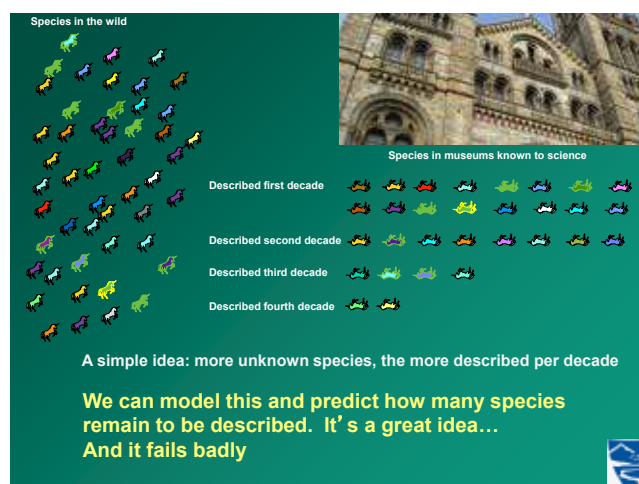 Species in the wild
Species in museums known to science
Described first decade
Described second decade
Described third decade
Described fourth decade
A simple idea: more unknown species, the more described per decade
We can model this and predict how many species
remain to be described. It’s a great idea…
And it fails badly